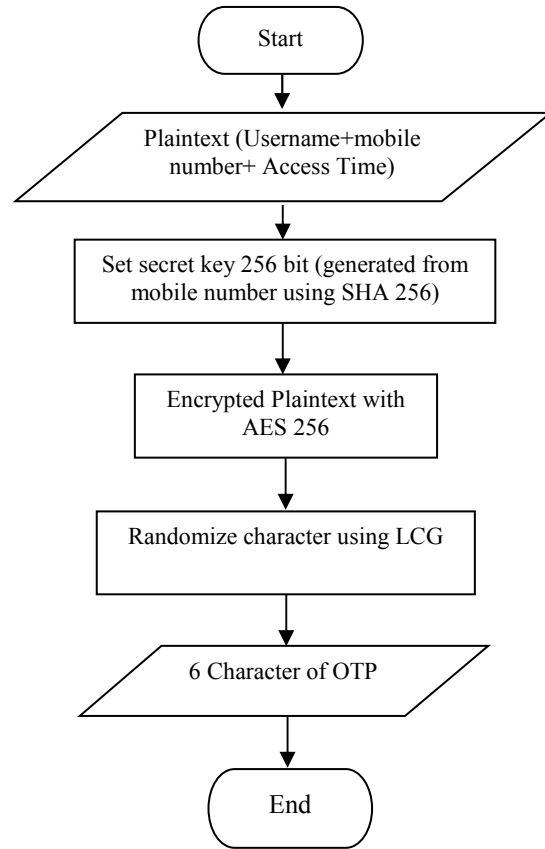 Start
Plaintext (Username+mobile
number+ Access Time)
Set secret key 256 bit (generated from
mobile number using SHA 256)
Encrypted Plaintext with
AES 256
Randomize character using LCG
6 Character of OTP
End